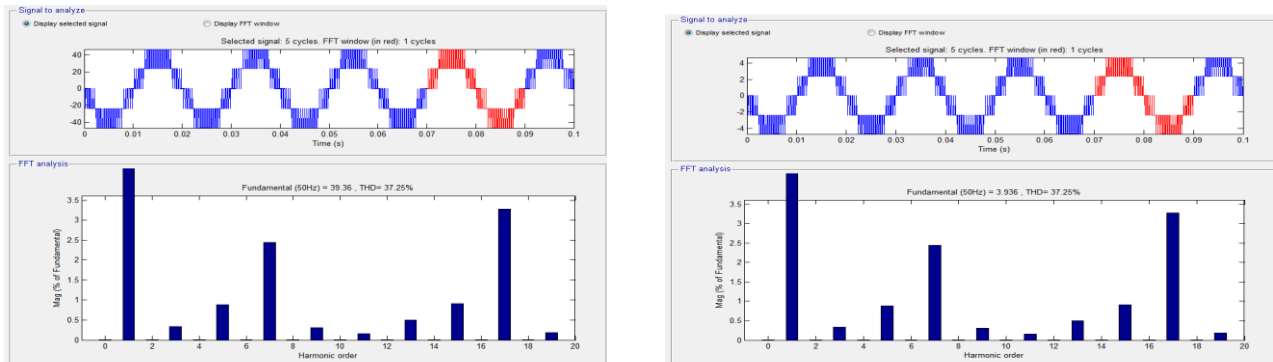 Signal to analyze
Display selected signal Display FFT window
Selected signal: 5 cycles. FFT window (in red): 1 cycles
40
20
0
-20
-40
0 0.01 0.02 0.03 0.04 0.05 0.06 0.07 0.08 0.09 0.1
Time (s)
FFT analysis
Fundamental (50Hz) = 39.36 , THD= 37.25%
Mag (% of Fundamental)
3.5
3
2.5
2
1.5
1
0.5
0
0 2 4 6 8 10 12 14 16 18 20
Harmonic order
Signal to analyze
Display selected signal Display FFT window
Selected signal: 5 cycles. FFT window (in red): 1 cycles
4
2
0
-2
-4
0 0.01 0.02 0.03 0.04 0.05 0.06 0.07 0.08 0.09 0.1
Time (s)
FFT analysis
Fundamental (50Hz) = 3.936 , THD= 37.25%
Mag (% of Fundamental)
3.5
3
2.5
2
1.5
1
0.5
0
0 2 4 6 8 10 12 14 16 18 20
Harmonic order